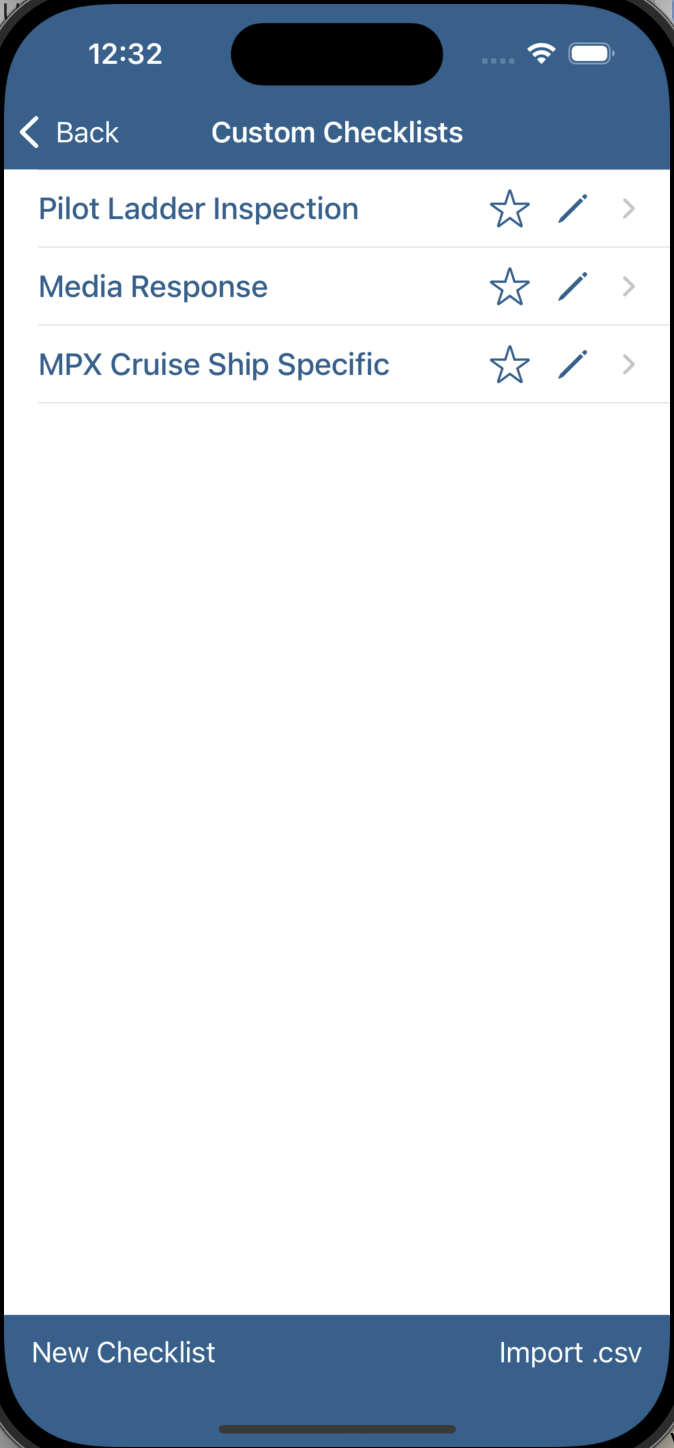 12:32
Back
Custom Checklists
Pilot Ladder Inspection
Media Response
MPX Cruise Ship Specific
New Checklist
Import .csv